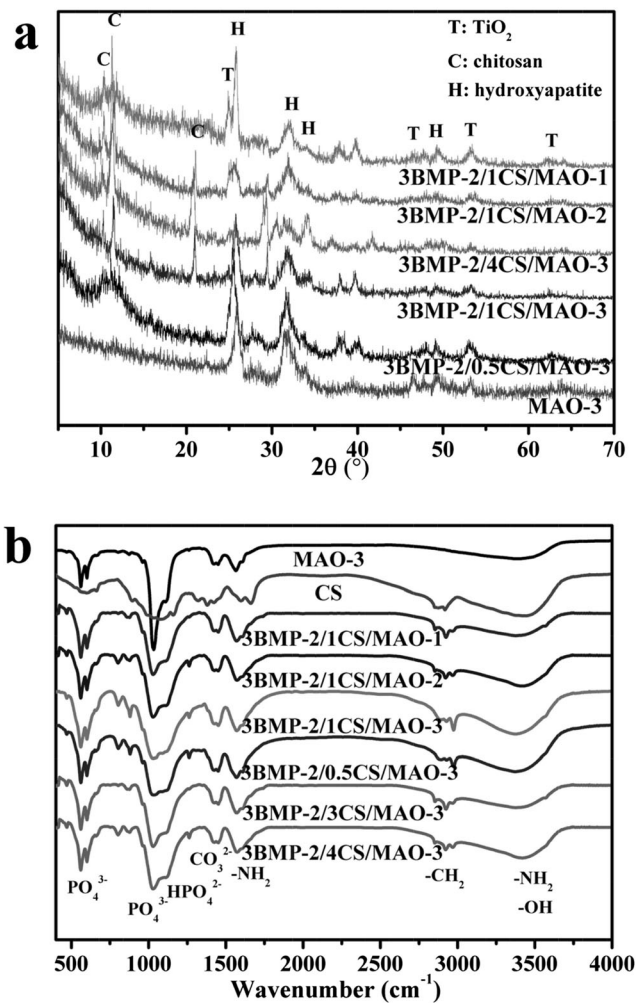 a
T: TiO2
C: chitosan
H: hydroxyapatite
C
C
T
H
C
H
H
T
H
T
T
3BMP-2/1CS/MAO-1
3BMP-2/1CS/MAO-2
3BMP-2/4CS/MAO-3
3BMP-2/1CS/MAO-3
3BMP-2/0.5CS/MAO-3
MAO-3
10 20 30 40 50 60 70
2θ (°)
b
MAO-3
CS
3BMP-2/1CS/MAO-1
3BMP-2/1CS/MAO-2
3BMP-2/1CS/MAO-3
3BMP-2/0.5CS/MAO-3
3BMP-2/3CS/MAO-3
3BMP-2/4CS/MAO-3
PO4 3-
PO4 3-
HPO4 2-
CO3 2-
-NH2
-CH2
-NH2
-OH
500 1000 1500 2000 2500 3000 3500 4000
Wavenumber (cm-1)